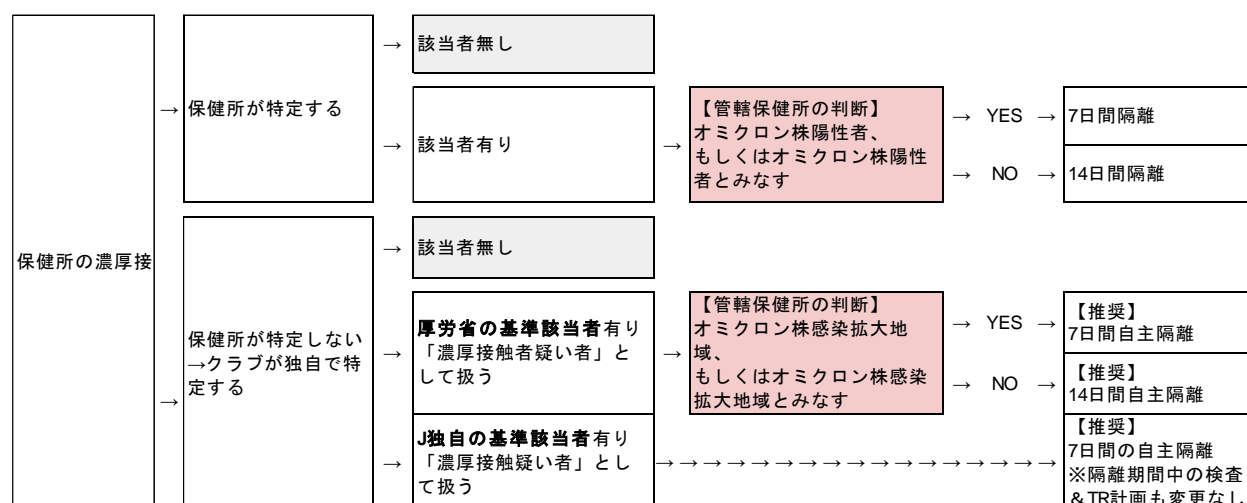 保健所の濃厚接
→
保健所が特定する
→
該当者無し
→
該当者有り
→
【管轄保健所の判断】
オミクロン株陽性者、
もしくはオミクロン株陽性
者とみなす
→ YES →
7日間隔離
→ NO →
14日間隔離
→
保健所が特定しない
→クラブが独自で特
定する
→
該当者無し
→
厚労省の基準該当者有り
「濃厚接触者疑い者」と
して扱う
→
【管轄保健所の判断】
オミクロン株感染拡大地
域、
もしくはオミクロン株感染
拡大地域とみなす
→ YES →
【推奨】
7日間自主隔離
→ NO →
【推奨】
14日間自主隔離
→
J独自の基準該当者有り
「濃厚接触疑い者」とし
て扱う
→→→→→→→→→→→→→→→→
【推奨】
7日間の自主隔離
※隔離期間中の検査
&TR計画も変更なし